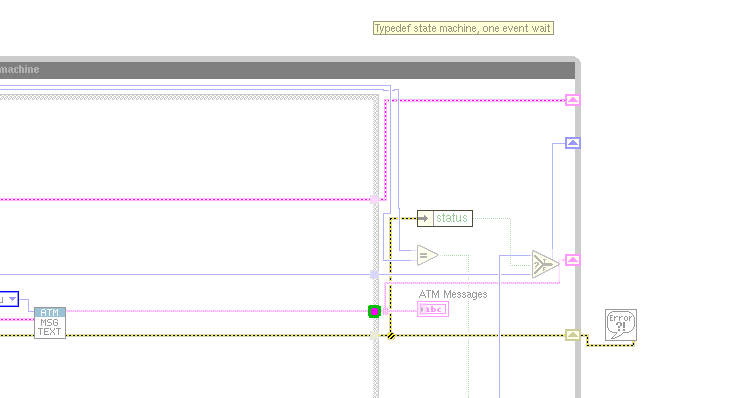 Typedef state machine, one event wait
machine
status
=
?
ATM Messages
abc
ATM
MSG
TEXT
Error
?!